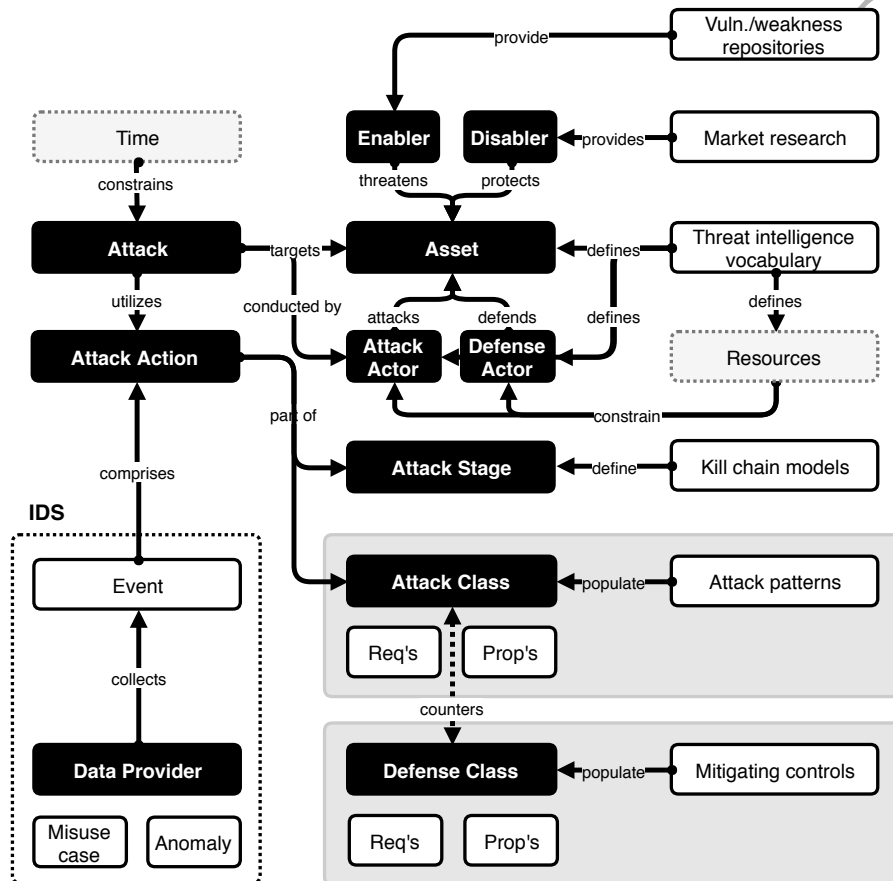 Vuln./weakness
repositories
provide
Time
Enabler
Disabler
provides
Market research
constrains
threatens
protects
Attack
targets
Asset
defines
Threat intelligence
vocabulary
utilizes
conducted by
attacks
defends
defines
defines
Attack Action
Attack
Actor
Defense
Actor
Resources
part of
constrain
comprises
Attack Stage
define
Kill chain models
IDS
Event
Attack Class
populate
Attack patterns
Req's
Prop's
collects
counters
Data Provider
Defense Class
populate
Mitigating controls
Misuse
case
Anomaly
Req's
Prop's